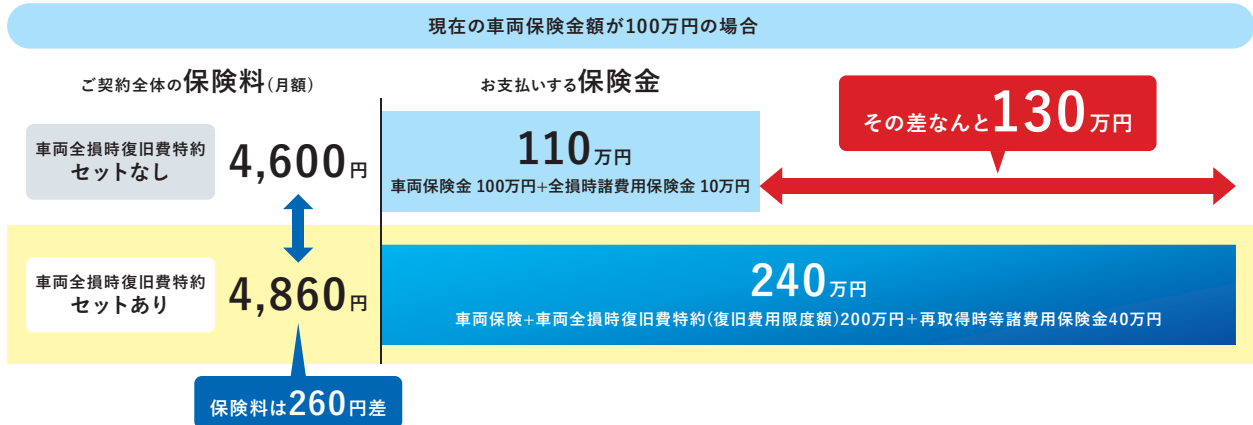 現在の車両保険金額が100万円の場合
ご契約全体の保険料(月額)
お支払いする保険金
その差なんと130万円
車両全損時復旧費特約
セットなし
4,600円
110万円
車両保険金 100万円+全損時諸費用保険金 10万円
車両全損時復旧費特約
セットあり
4,860円
240万円
車両保険+車両全損時復旧費特約(復旧費用限度額)200万円+再取得時等諸費用保険金40万円
保険料は260円差